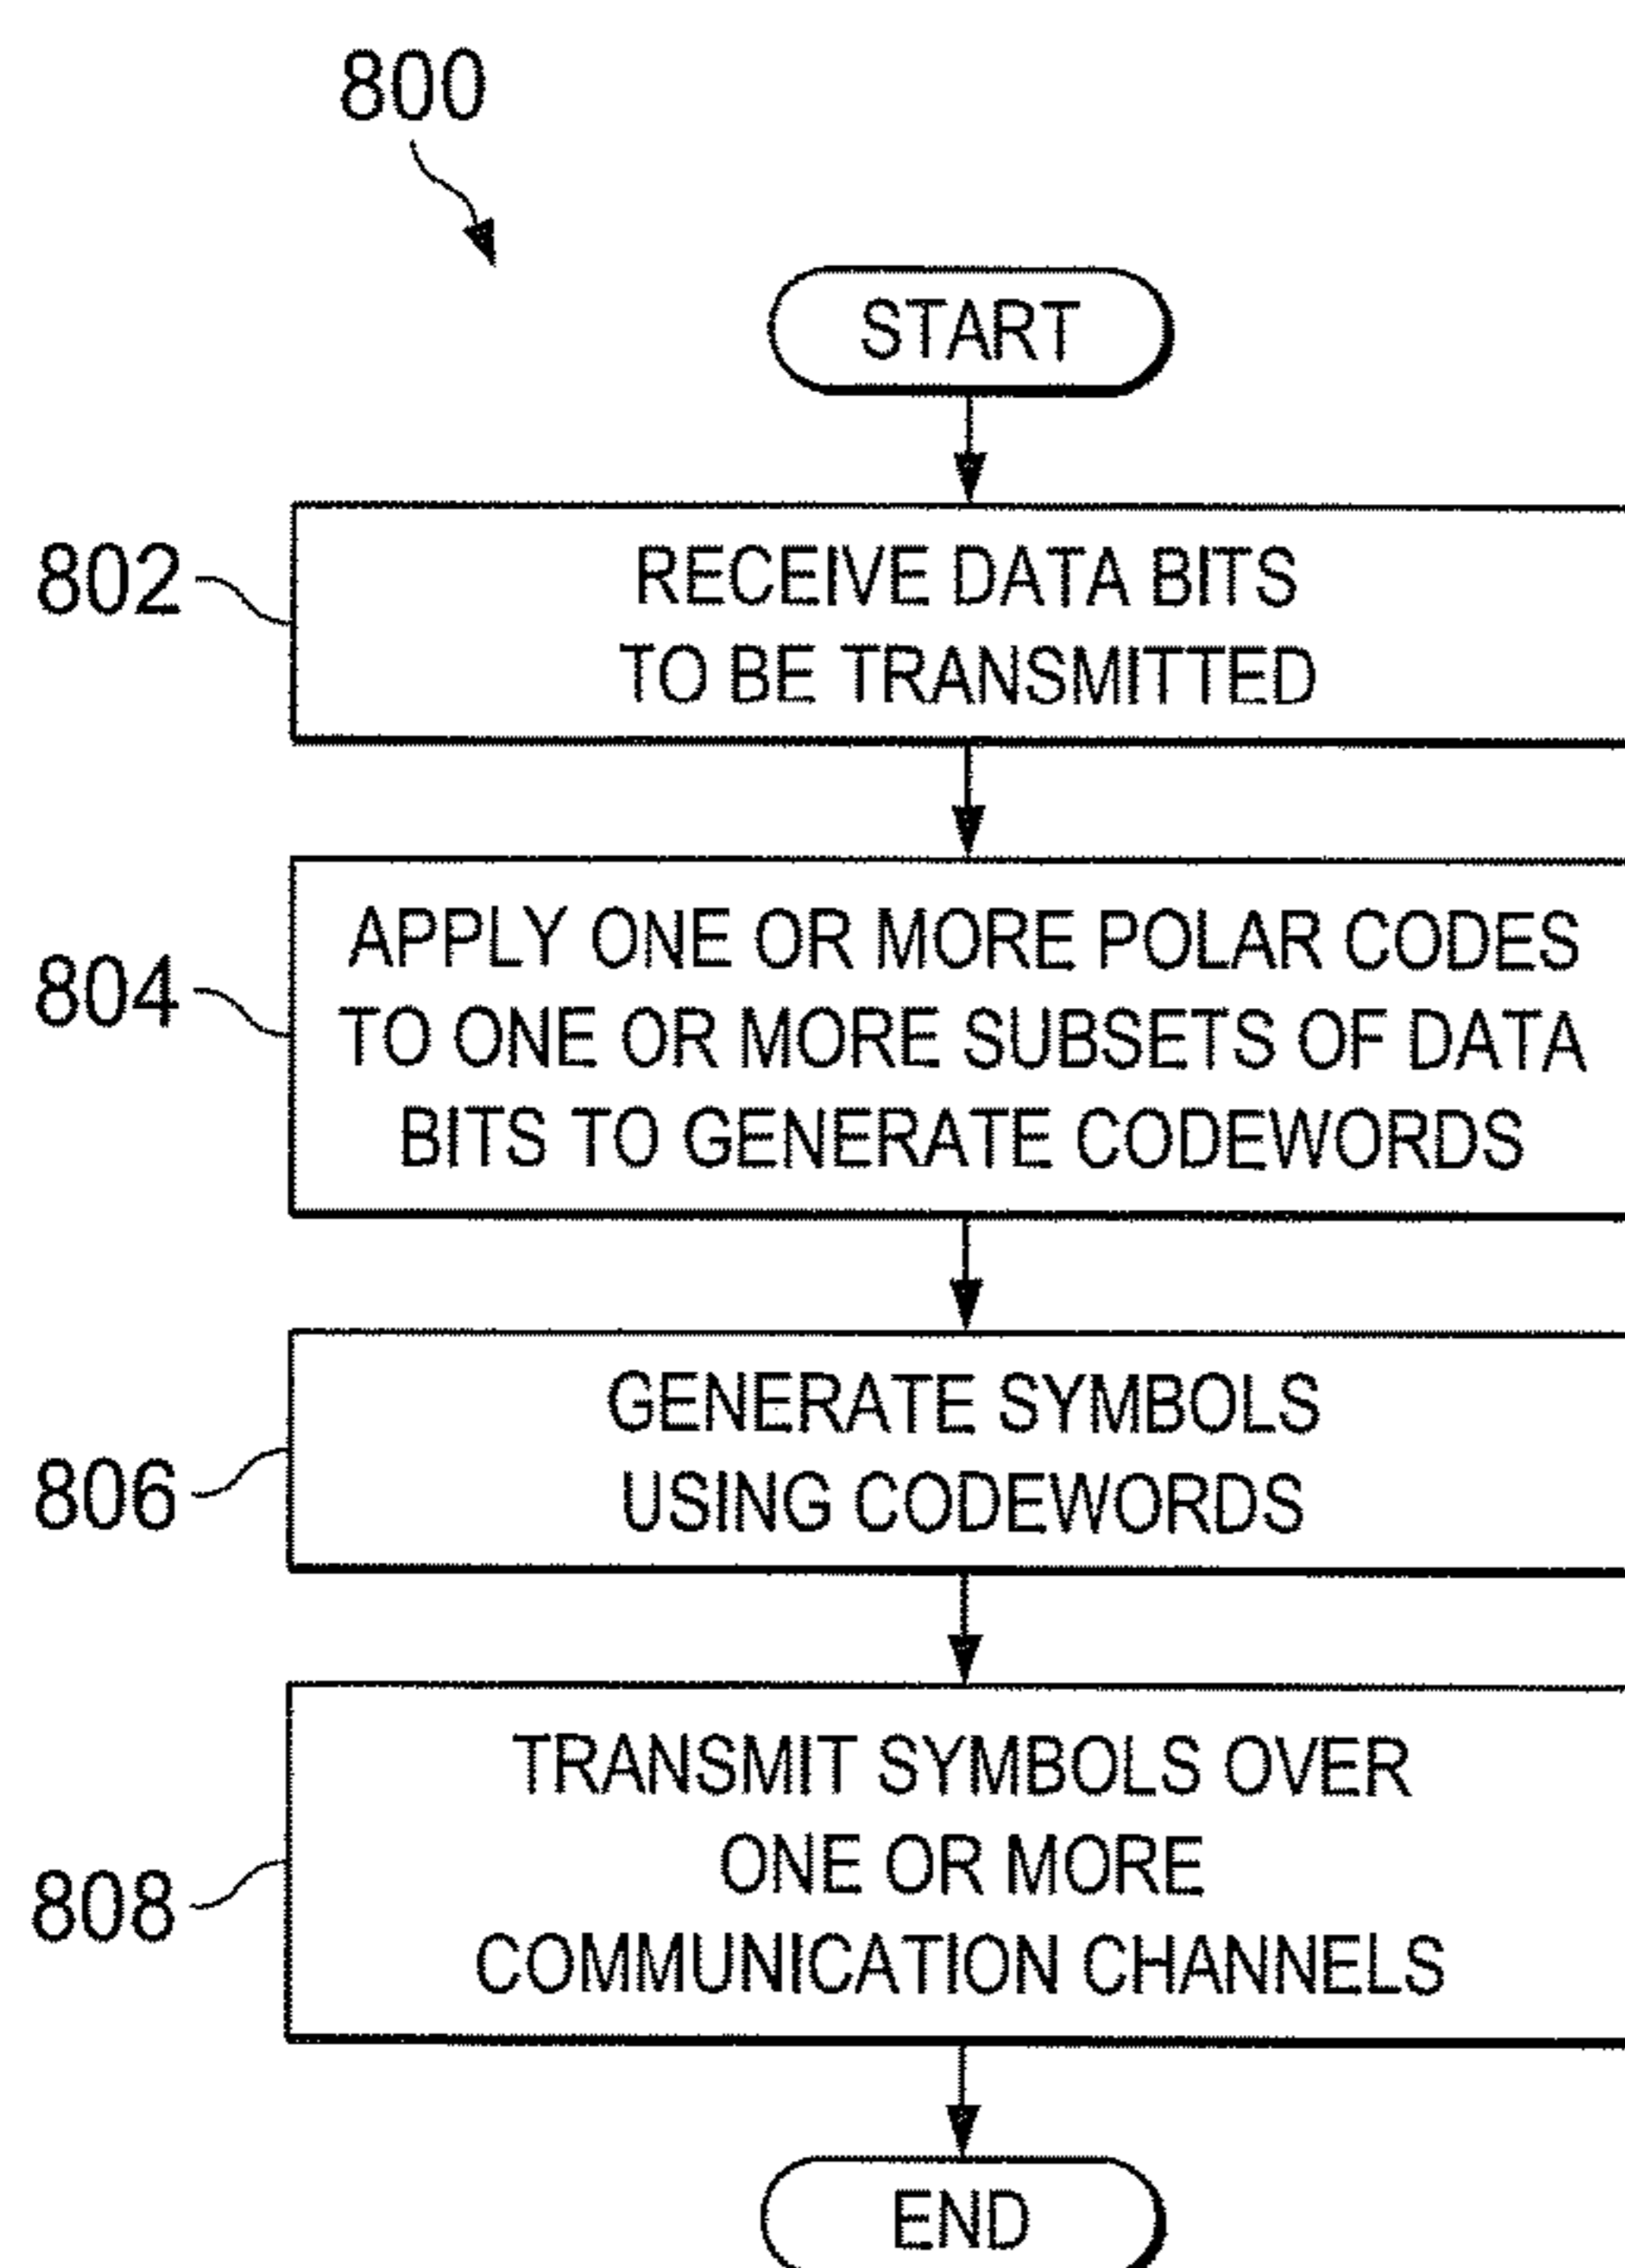 800
START
802
RECEIVE DATA BITS
TO BE TRANSMITTED
804
APPLY ONE OR MORE POLAR CODES
TO ONE OR MORE SUBSETS OF DATA
BITS TO GENERATE CODEWORDS
806
GENERATE SYMBOLS
USING CODEWORDS
808
TRANSMIT SYMBOLS OVER
ONE OR MORE
COMMUNICATION CHANNELS
END